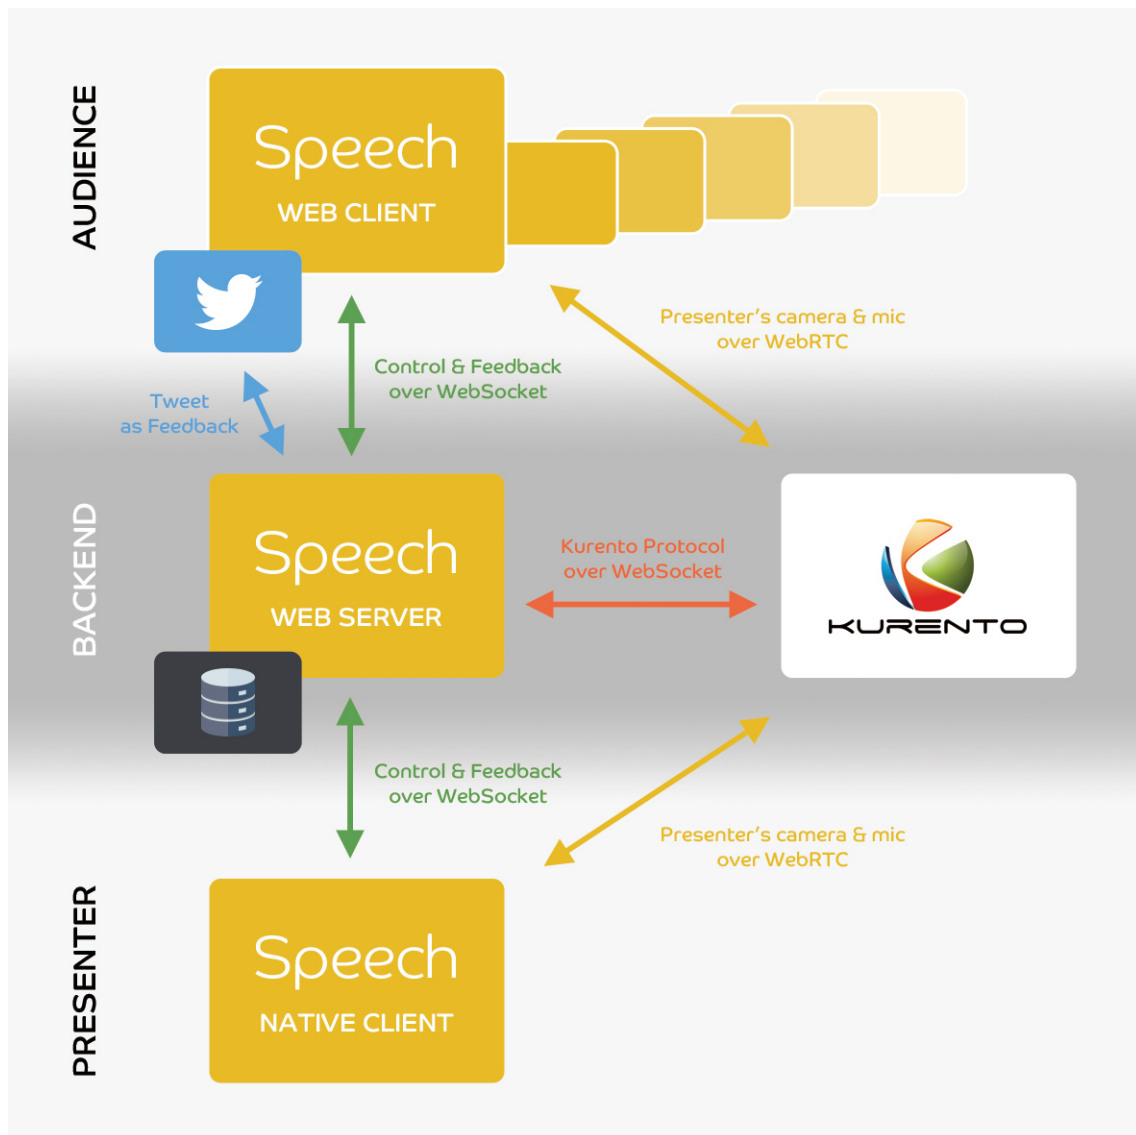 AUDIENCE
Speech
WEB CLIENT
Presenter's camera & mic
over WebRTC
Control & Feedback
over WebSocket
Tweet
as Feedback
BACKEND
Speech
WEB SERVER
Kurento Protocol
over WebSocket
KURENTO
Control & Feedback
over WebSocket
Presenter's camera & mic
over WebRTC
PRESENTER
Speech
NATIVE CLIENT